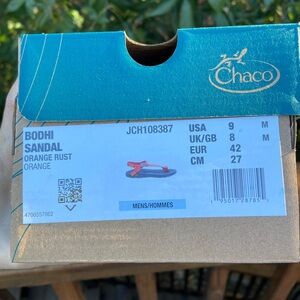 Chaco
BODHI
SANDAL
ORANGE RUST
ORANGE
JCH108387
USA 9 M
UK/GB 8 M
EUR 42
CM 27
MENS/HOMMES